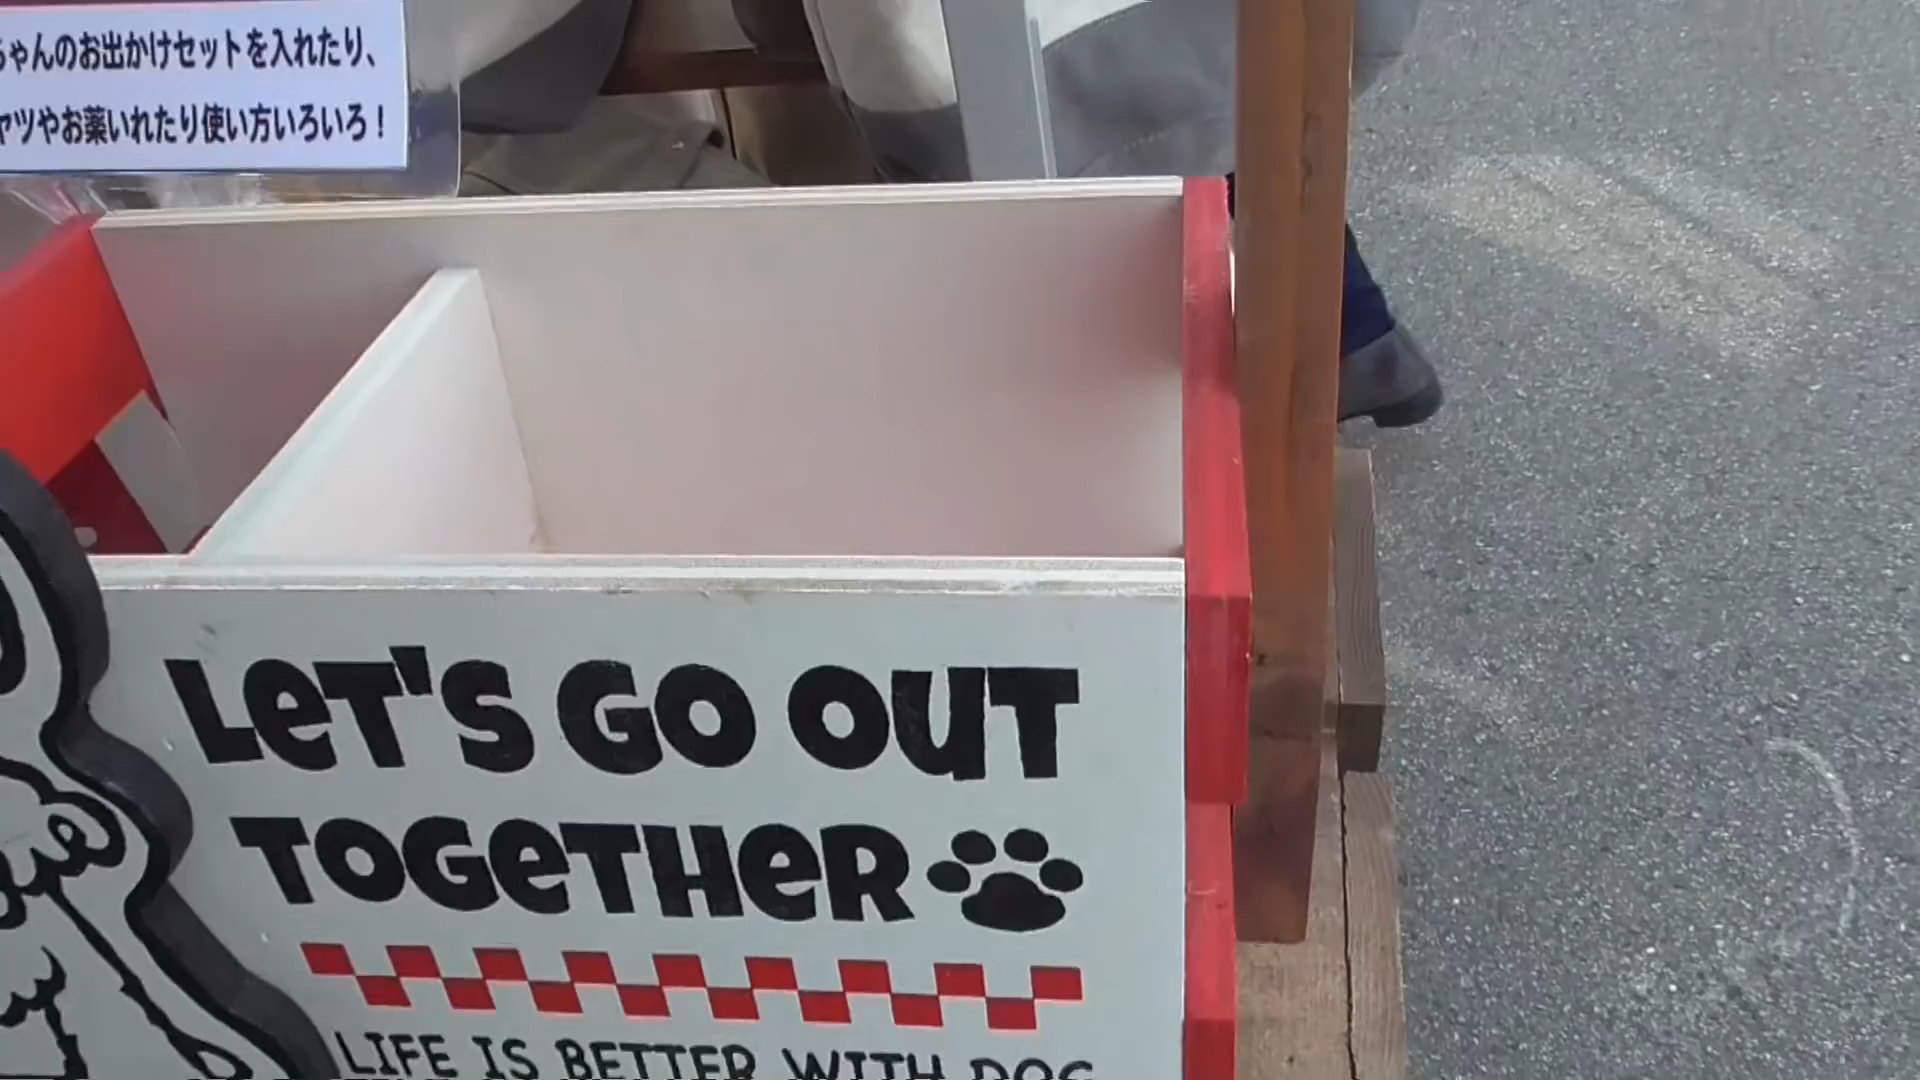 ちゃんのお出かけセットを入れたり、
ヤツやお薬いれたり使い方いろいろ！
LET'S GO OUT
TOGETHER
LIFE IS BETTER WITH DOG